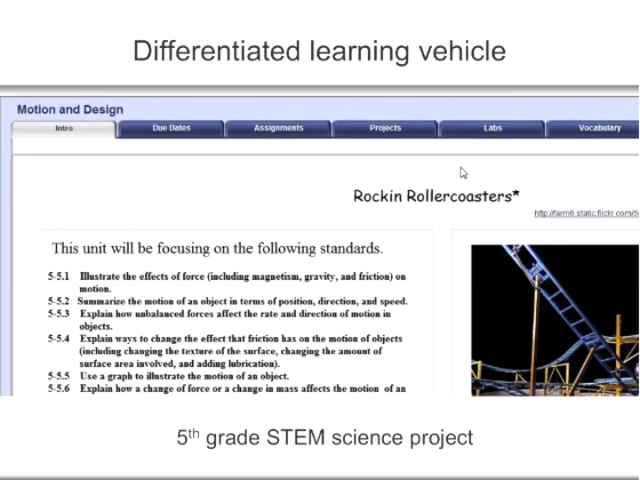 Differentiated learning vehicle
Motion and Design
Intro Due Dates Assignments Projects Labs Vocabulary
Rockin Rollercoasters*
http://farm6.static.flickr.com/5
This unit will be focusing on the following standards.
5-5.1 Illustrate the effects of force (including magnetism, gravity, and friction) on
motion.
5-5.2 Summarize the motion of an object in terms of position, direction, and speed.
5-5.3 Explain how unbalanced forces affect the rate and direction of motion in
objects.
5-5.4 Explain ways to change the effect that friction has on the motion of objects
(including changing the texture of the surface, changing the amount of
surface area involved, and adding lubrication).
5-5.5 Use a graph to illustrate the motion of an object.
5-5.6 Explain how a change of force or a change in mass affects the motion of an
5th grade STEM science project